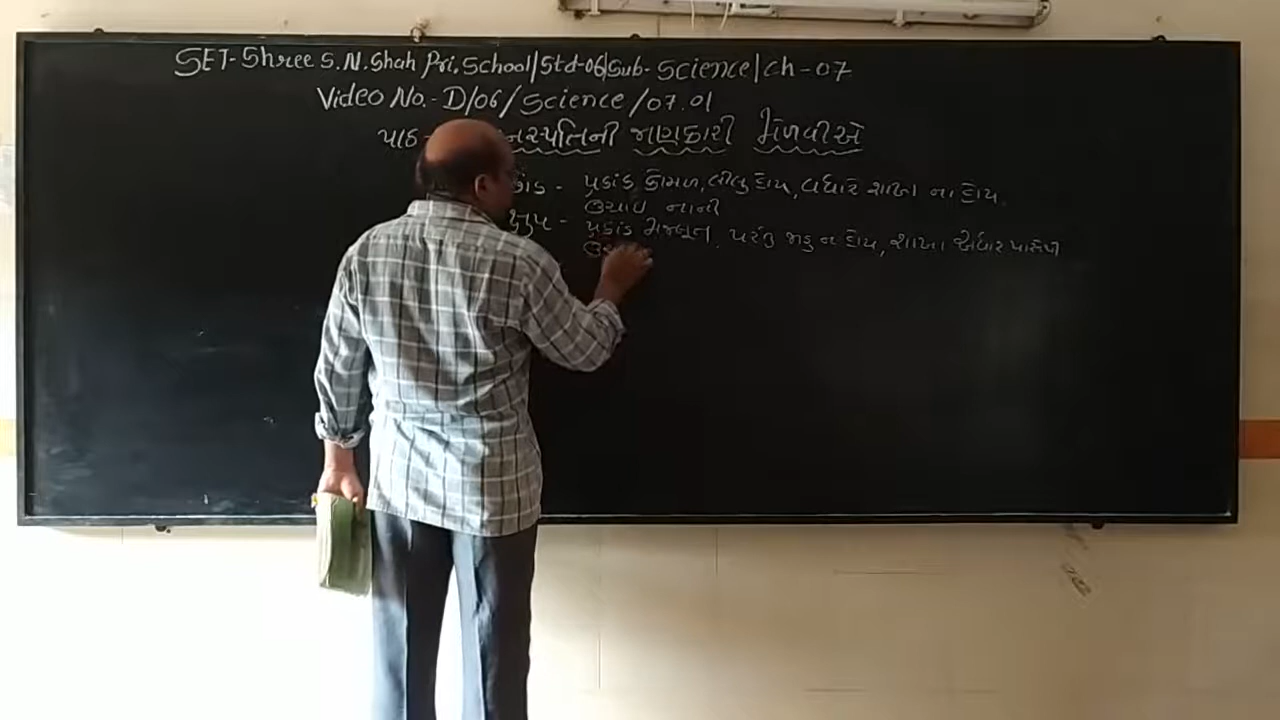 SET-Shree S.N.Shah Pri.School/Std-06/Sub-Science/Ch-07
Video No.-D/06/Science/07.01
પાઠ- નસ્પતિની જાણકારી મેળવીએ
- પ્રકાંડ કોમળ, લીલુ હોય, વધારે શાખા ના હોય.
ઉચાઇ નાની
ક્ષુપ - પ્રકાંડ મજબૂત, પરંતુ જાડુ ન હોય, શાખા